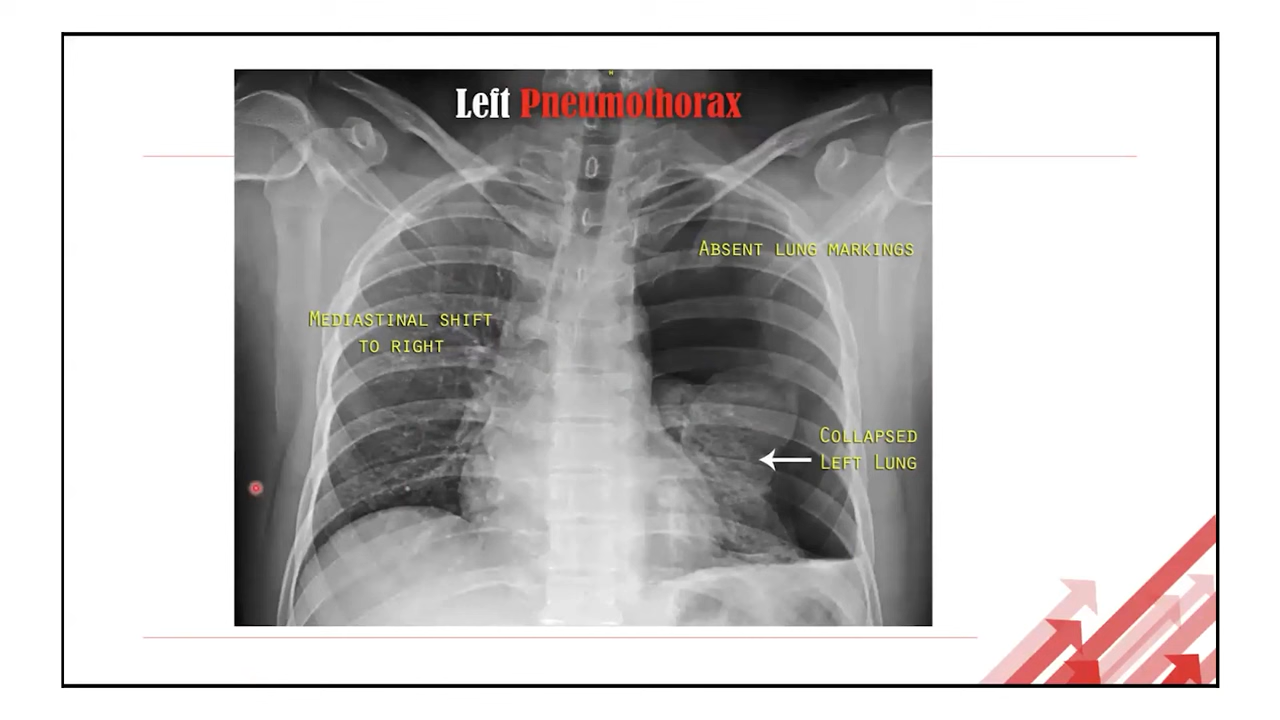 Left Pneumothorax
Absent lung markings
Mediastinal shift
to right
Collapsed
Left Lung